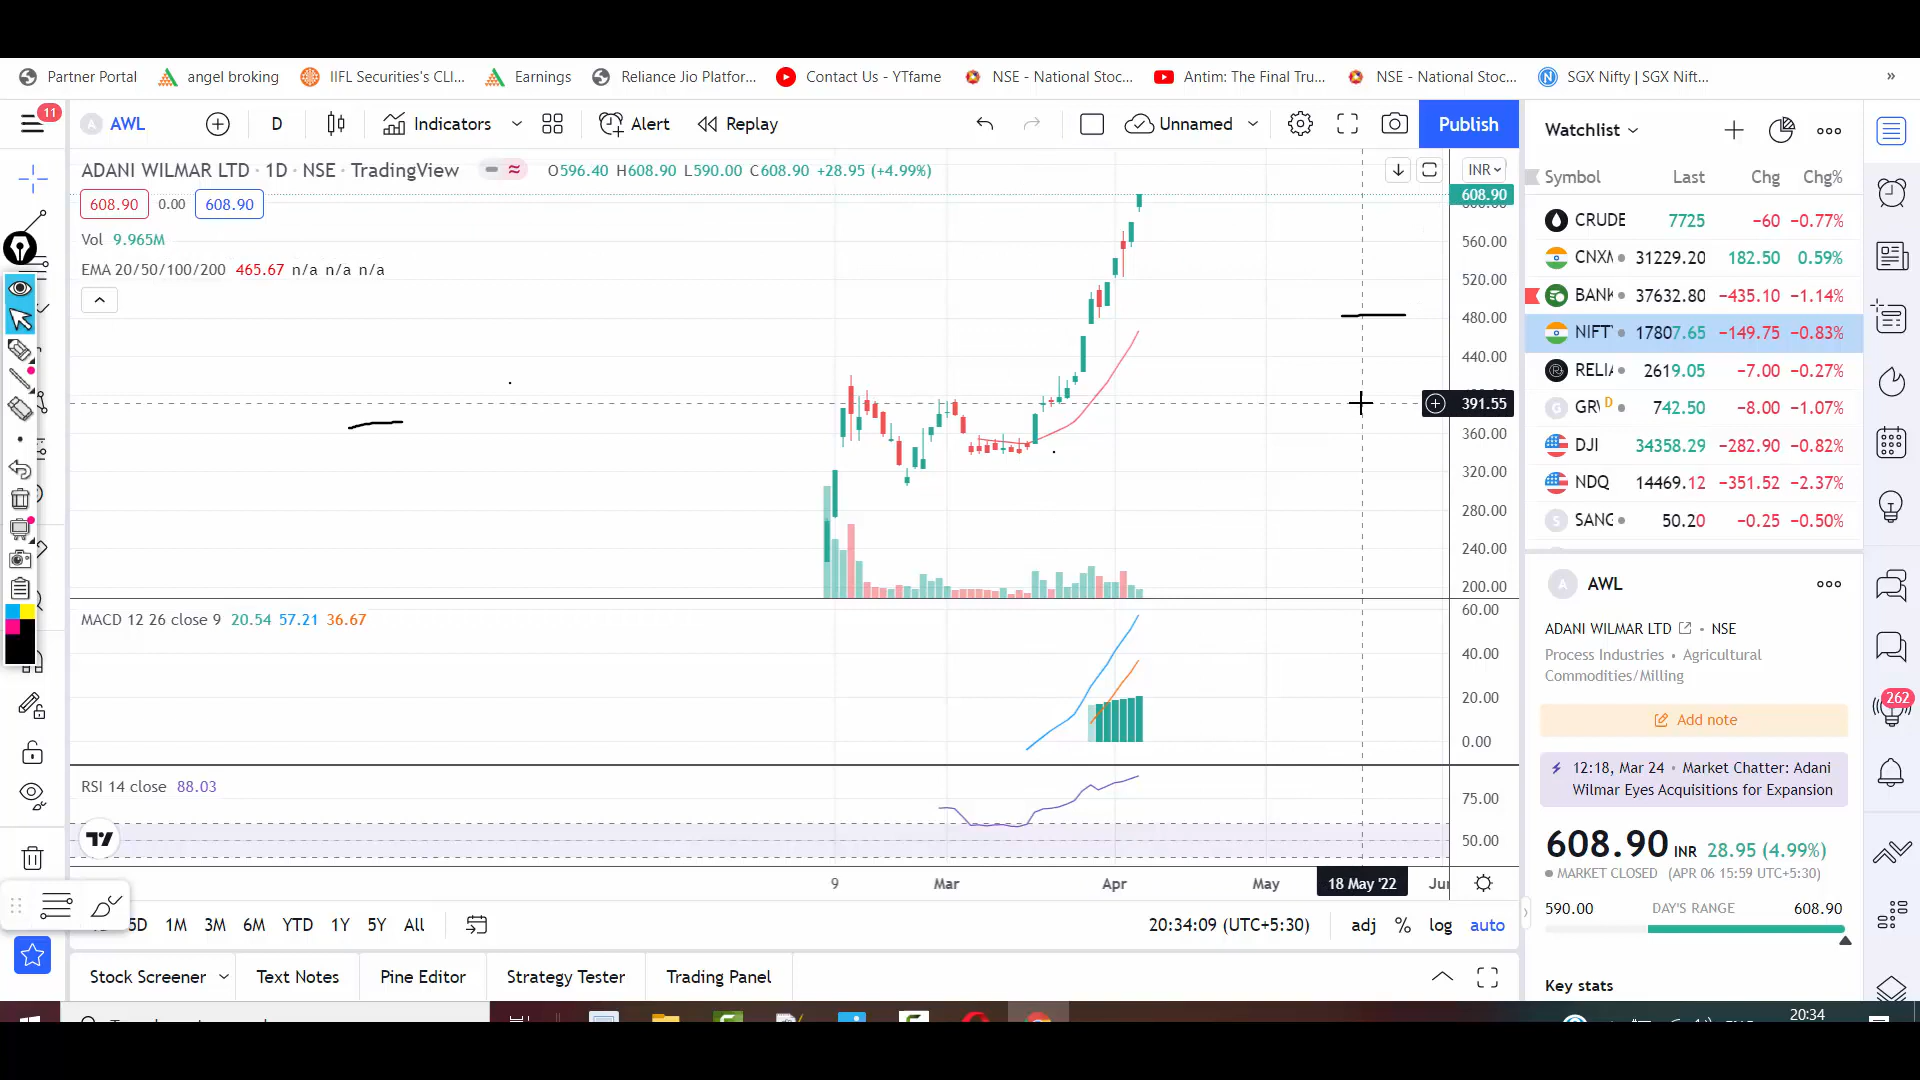 Partner Portal angel broking IIFL Securities's CLI... Earnings Reliance Jio Platfor... Contact Us - YTfame NSE - National Stoc... Antim: The Final Tru... NSE - National Stoc... SGX Nifty | SGX Nift... »
11 A AWL D Indicators Alert Replay Unnamed Publish
ADANI WILMAR LTD · 1D · NSE · TradingView O596.40 H608.90 L590.00 C608.90 +28.95 (+4.99%) INR
608.90 0.00 608.90
608.90
Vol 9.965M
EMA 20/50/100/200 465.67 n/a n/a n/a
560.00
520.00
480.00
440.00
391.55
360.00
320.00
280.00
240.00
200.00
MACD 12 26 close 9 20.54 57.21 36.67
60.00
40.00
20.00
0.00
RSI 14 close 88.03
75.00
50.00
9 Mar Apr May 18 May '22
5D 1M 3M 6M YTD 1Y 5Y All 20:34:09 (UTC+5:30) adj % log auto
Stock Screener Text Notes Pine Editor Strategy Tester Trading Panel
Watchlist
Symbol Last Chg Chg%
CRUDE 7725 −60 −0.77%
CNXM 31229.20 182.50 0.59%
BANK 37632.80 −435.10 −1.14%
NIFTY 17807.65 −149.75 −0.83%
RELIA 2619.05 −7.00 −0.27%
G D 742.50 −8.00 −1.07%
DJI 34358.29 −282.90 −0.82%
NDQ 14469.12 −351.52 −2.37%
S SANG 50.20 −0.25 −0.50%
A AWL
ADANI WILMAR LTD • NSE
Process Industries • Agricultural
Commodities/Milling
Add note
12:18, Mar 24 • Market Chatter: Adani
Wilmar Eyes Acquisitions for Expansion
608.90 INR 28.95 (4.99%)
MARKET CLOSED (APR 06 15:59 UTC+5:30)
590.00 DAY'S RANGE 608.90
Key stats
262
20:34